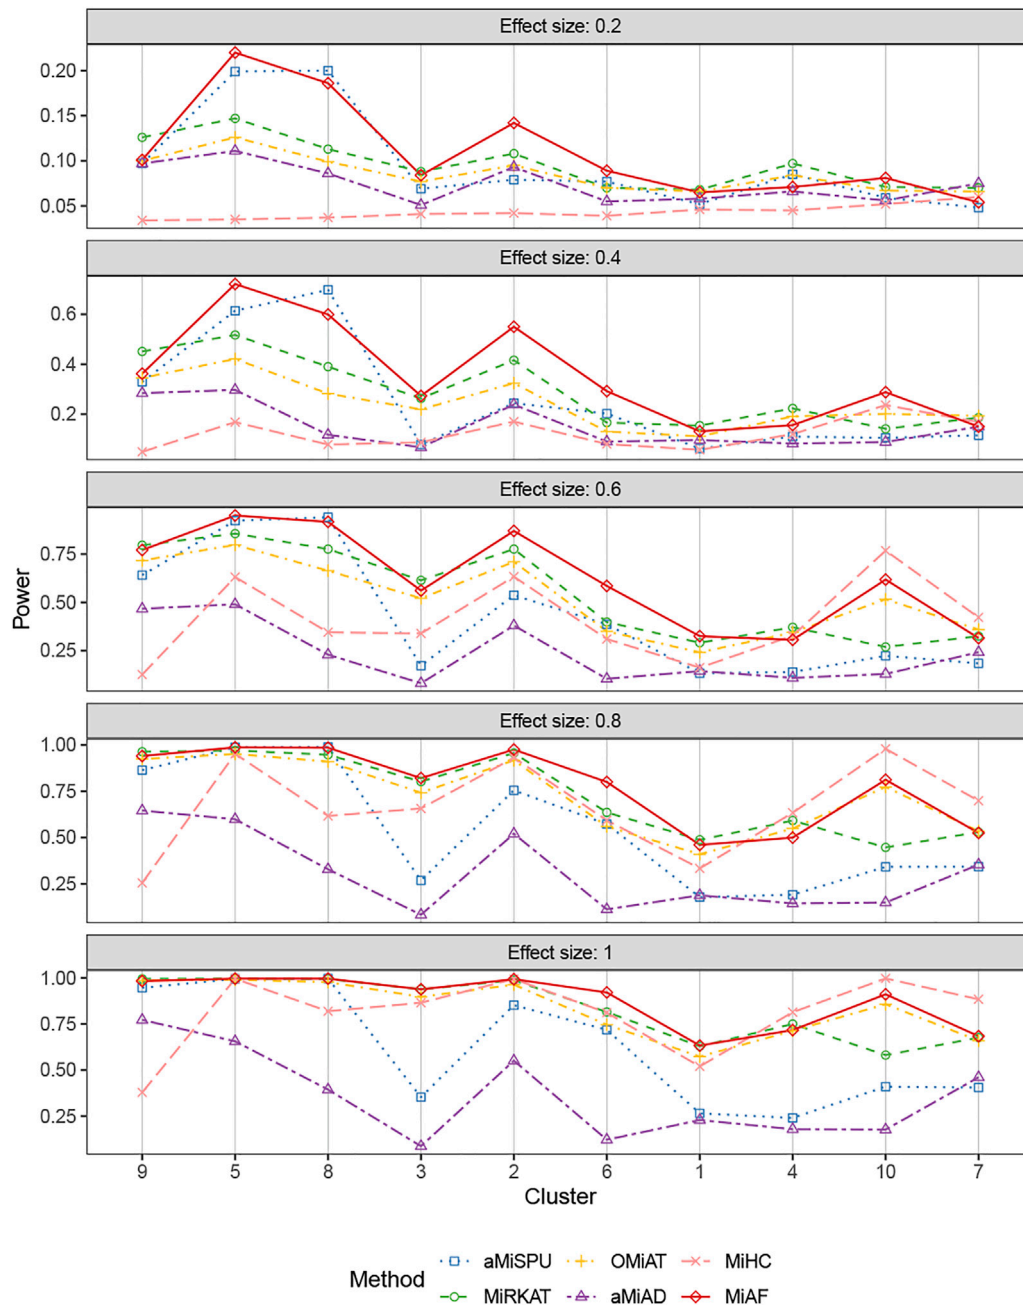 Effect size: 0.2
0.20
0.15
0.10
0.05
Effect size: 0.4
0.6
0.4
0.2
Effect size: 0.6
0.75
0.50
0.25
Effect size: 0.8
1.00
0.75
0.50
0.25
Effect size: 1
1.00
0.75
0.50
0.25
Power
9 5 8 3 2 6 1 4 10 7
Cluster
Method
aMiSPU OMiAT MiHC
MiRKAT aMiAD MiAF